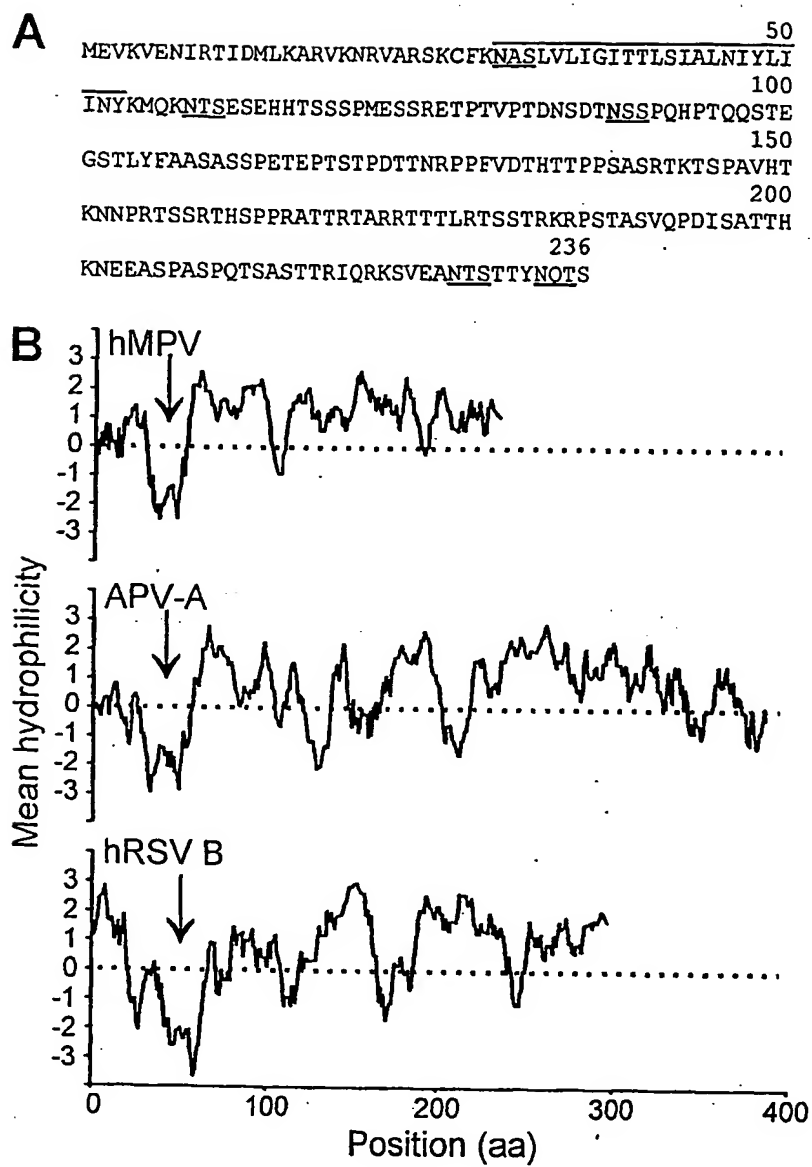 A
50
MEVKVENIRTIDMLKARVKNRVARSKCFKNASLVLIGITTLSIALNIYLI
100
INYKMQKNTSESEHHTSSSPMESSRETPTVPTDNSDTNSSPQHPTQQSTE
150
GSTLYFAASASSPETEPTSTPDTTNRPPFVDTHTTPPSASRTKTSPAVHT
200
KNNPRTSSRTHSPPRATTRTARRTTTLRTSSTRKRPSTASVQPDISATTH
236
KNEEASPASPQTSASTTRIQRKSVEANTSTTYNQTS
B
hMPV
3
2
1
0
-1
-2
-3
APV-A
3
2
1
0
-1
-2
-3
hRSV B
3
2
1
0
-1
-2
-3
Mean hydrophilicity
0 100 200 300 400
Position (aa)